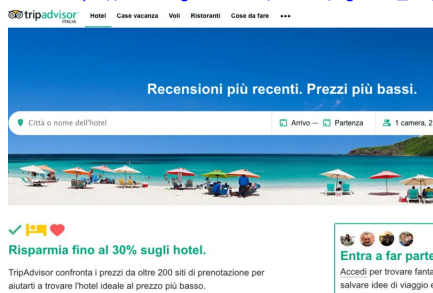 tripadvisor
ITALIA
Hotel Case vacanza Voli Ristoranti Cose da fare •••
Recensioni più recenti. Prezzi più bassi.
Città o nome dell'hotel
Arrivo — Partenza
1 camera, 2
Risparmia fino al 30% sugli hotel.
TripAdvisor confronta i prezzi da oltre 200 siti di prenotazione per
aiutarti a trovare l'hotel ideale al prezzo più basso.
Entra a far parte
Accedi per trovare fanta
salvare idee di viaggio e